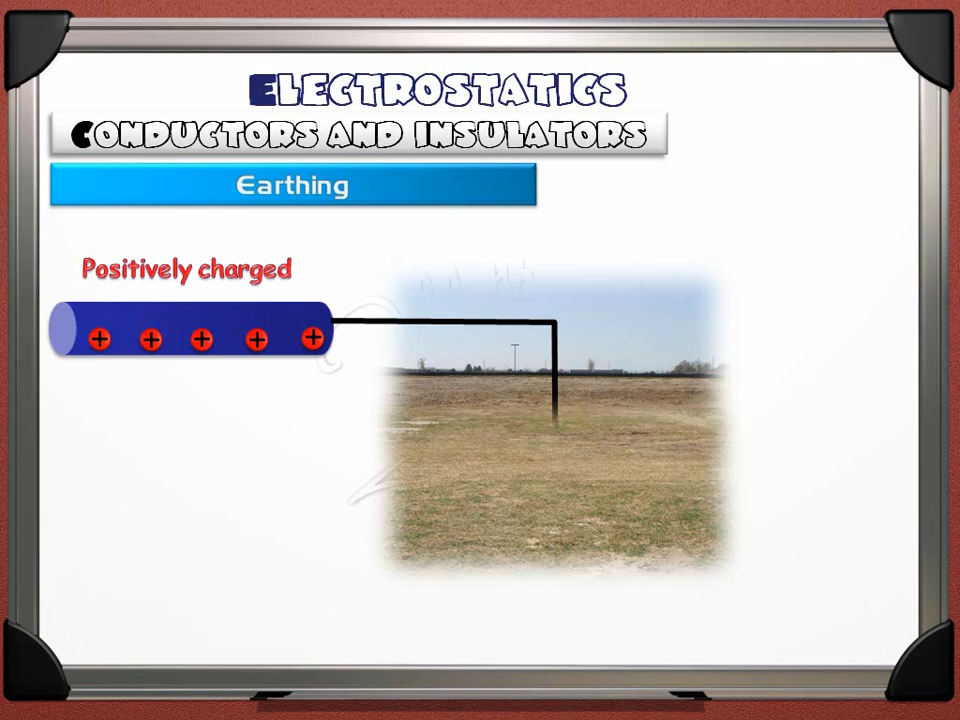 Electrostatics
Conductors and Insulators
Earthing
Positively charged
+ + + + +